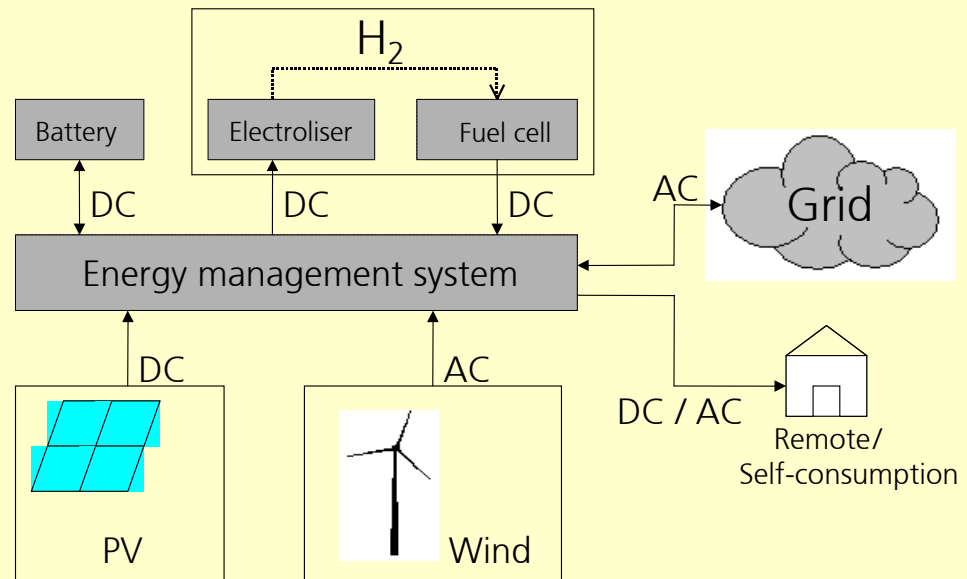 H₂
Battery
Electroliser
Fuel cell
DC
DC
DC
AC
Grid
Energy management system
DC
AC
DC / AC
Remote/
Self-consumption
PV
Wind